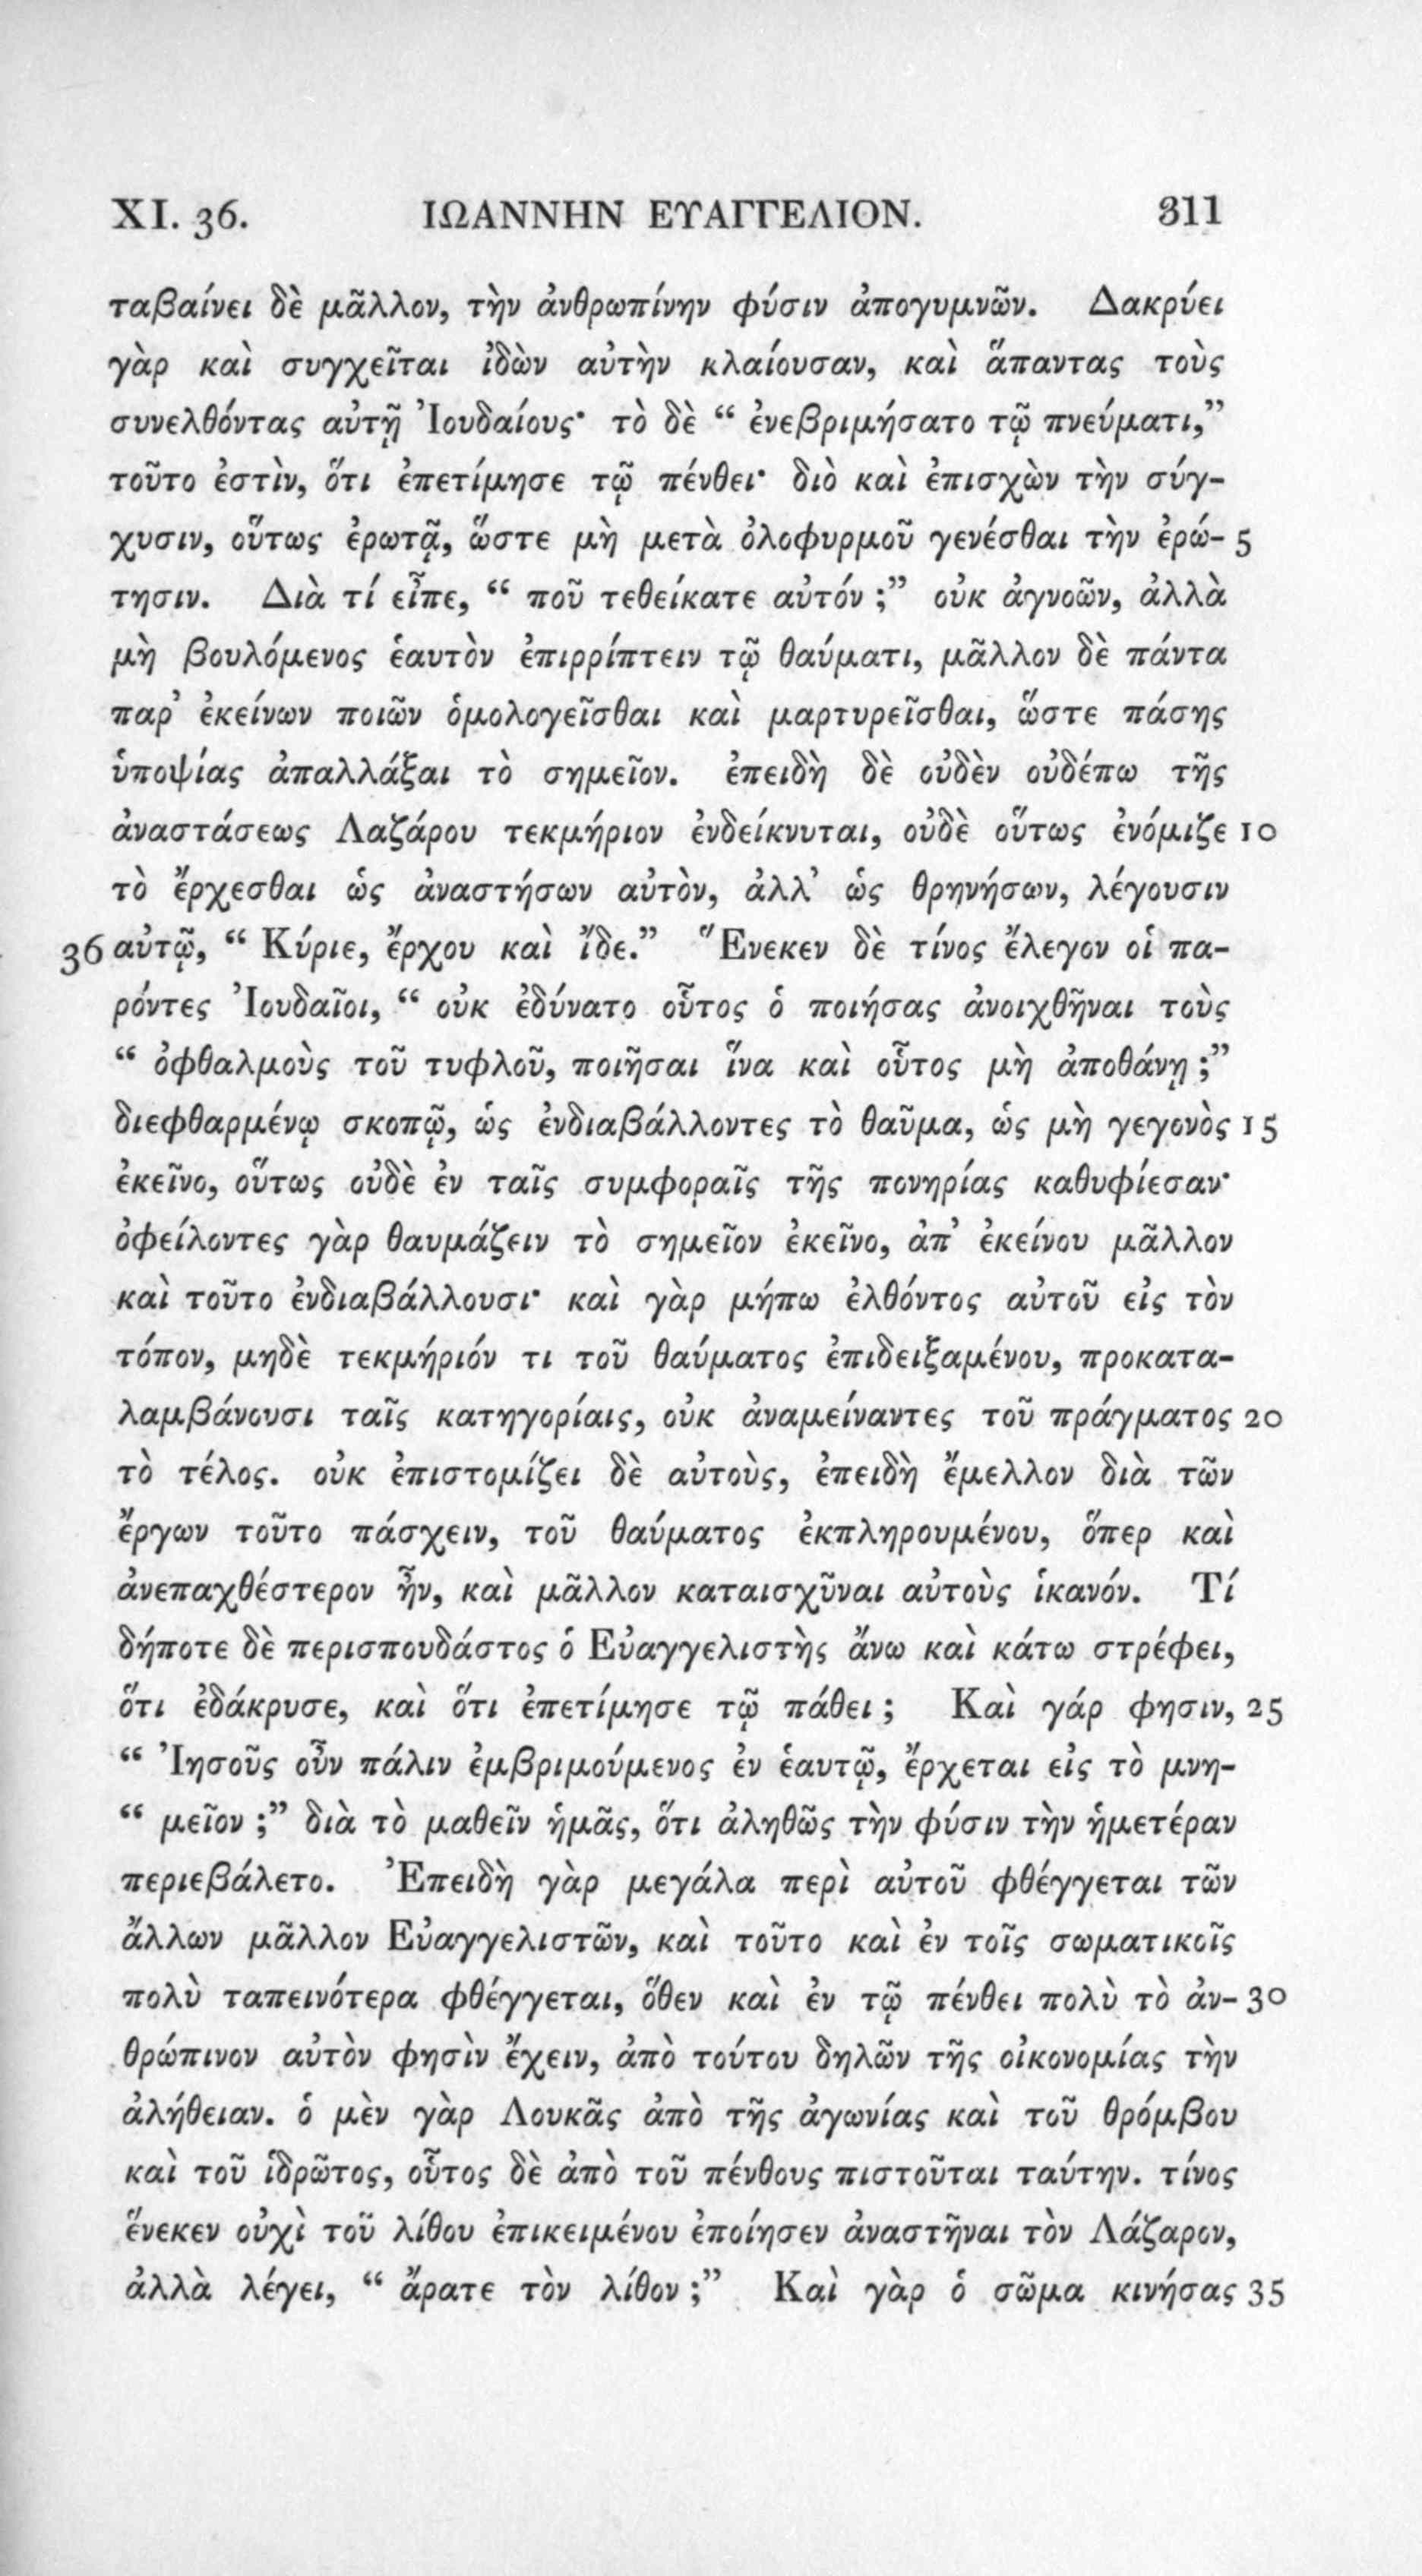 XI. 36. ΙΩΑΝΝΗΝ ΕΥΑΓΓΕΛΙΟΝ. 311
ταβαίνει δὲ μᾶλλον, τὴν ἀνθρωπίνην φύσιν ἀπογυμνῶν. Δακρύει
γὰρ καὶ συγχεῖται ἰδὼν αὐτὴν κλαίουσαν, καὶ ἅπαντας τοὺς
συνελθόντας αὐτῇ Ἰουδαίους· τὸ δὲ “ ἐνεβριμήσατο τῷ πνεύματι,”
τοῦτο ἐστὶν, ὅτι ἐπετίμησε τῷ πένθει· διὸ καὶ ἐπισχὼν τὴν σύγ-
χυσιν, οὕτως ἐρωτᾷ, ὥστε μὴ μετὰ ὀλοφυρμοῦ γενέσθαι τὴν ἐρώ- 5
τησιν. Διὰ τί εἶπε, “ ποῦ τεθείκατε αὐτόν ;” οὐκ ἀγνοῶν, ἀλλὰ
μὴ βουλόμενος ἑαυτὸν ἐπιρρίπτειν τῷ θαύματι, μᾶλλον δὲ πάντα
παρ’ ἐκείνων ποιῶν ὁμολογεῖσθαι καὶ μαρτυρεῖσθαι, ὥστε πάσης
ὑποψίας ἀπαλλάξαι τὸ σημεῖον. ἐπειδὴ δὲ οὐδὲν οὐδέπω τῆς
ἀναστάσεως Λαζάρου τεκμήριον ἐνδείκνυται, οὐδὲ οὕτως ἐνόμιζε 10
τὸ ἔρχεσθαι ὡς ἀναστήσων αὐτὸν, ἀλλ’ ὡς θρηνήσων, λέγουσιν
36 αὐτῷ, “ Κύριε, ἔρχου καὶ ἴδε.” Ἕνεκεν δὲ τίνος ἔλεγον οἱ πα-
ρόντες Ἰουδαῖοι, “ οὐκ ἐδύνατο οὗτος ὁ ποιήσας ἀνοιχθῆναι τοὺς
“ ὀφθαλμοὺς τοῦ τυφλοῦ, ποιῆσαι ἵνα καὶ οὗτος μὴ ἀποθάνῃ ;”
διεφθαρμένῳ σκοπῷ, ὡς ἐνδιαβάλλοντες τὸ θαῦμα, ὡς μὴ γεγονὸς 15
ἐκεῖνο, οὕτως οὐδὲ ἐν ταῖς συμφοραῖς τῆς πονηρίας καθυφίεσαν·
ὀφείλοντες γὰρ θαυμάζειν τὸ σημεῖον ἐκεῖνο, ἀπ’ ἐκείνου μᾶλλον
καὶ τοῦτο ἐνδιαβάλλουσι· καὶ γὰρ μήπω ἐλθόντος αὐτοῦ εἰς τὸν
τόπον, μηδὲ τεκμήριόν τι τοῦ θαύματος ἐπιδειξαμένου, προκατα-
λαμβάνουσι ταῖς κατηγορίαις, οὐκ ἀναμείναντες τοῦ πράγματος 20
τὸ τέλος. οὐκ ἐπιστομίζει δὲ αὐτοὺς, ἐπειδὴ ἔμελλον διὰ τῶν
ἔργων τοῦτο πάσχειν, τοῦ θαύματος ἐκπληρουμένου, ὅπερ καὶ
ἀνεπαχθέστερον ἦν, καὶ μᾶλλον καταισχῦναι αὐτοὺς ἱκανόν. Τί
δήποτε δὲ περισπουδάστος ὁ Εὐαγγελιστὴς ἄνω καὶ κάτω στρέφει,
ὅτι ἐδάκρυσε, καὶ ὅτι ἐπετίμησε τῷ πάθει ; Καὶ γάρ φησιν, 25
“ Ἰησοῦς οὖν πάλιν ἐμβριμούμενος ἐν ἑαυτῷ, ἔρχεται εἰς τὸ μνη-
“ μεῖον ;” διὰ τὸ μαθεῖν ἡμᾶς, ὅτι ἀληθῶς τὴν φύσιν τὴν ἡμετέραν
περιεβάλετο. Ἐπειδὴ γὰρ μεγάλα περὶ αὐτοῦ φθέγγεται τῶν
ἄλλων μᾶλλον Εὐαγγελιστῶν, καὶ τοῦτο καὶ ἐν τοῖς σωματικοῖς
πολὺ ταπεινότερα φθέγγεται, ὅθεν καὶ ἐν τῷ πένθει πολὺ τὸ ἀν- 30
θρώπινον αὐτὸν φησὶν ἔχειν, ἀπὸ τούτου δηλῶν τῆς οἰκονομίας τὴν
ἀλήθειαν. ὁ μὲν γὰρ Λουκᾶς ἀπὸ τῆς ἀγωνίας καὶ τοῦ θρόμβου
καὶ τοῦ ἱδρῶτος, οὗτος δὲ ἀπὸ τοῦ πένθους πιστοῦται ταύτην. τίνος
ἕνεκεν οὐχὶ τοῦ λίθου ἐπικειμένου ἐποίησεν ἀναστῆναι τὸν Λάζαρον,
ἀλλὰ λέγει, “ ἄρατε τὸν λίθον ;” Καὶ γὰρ ὁ σῶμα κινήσας 35